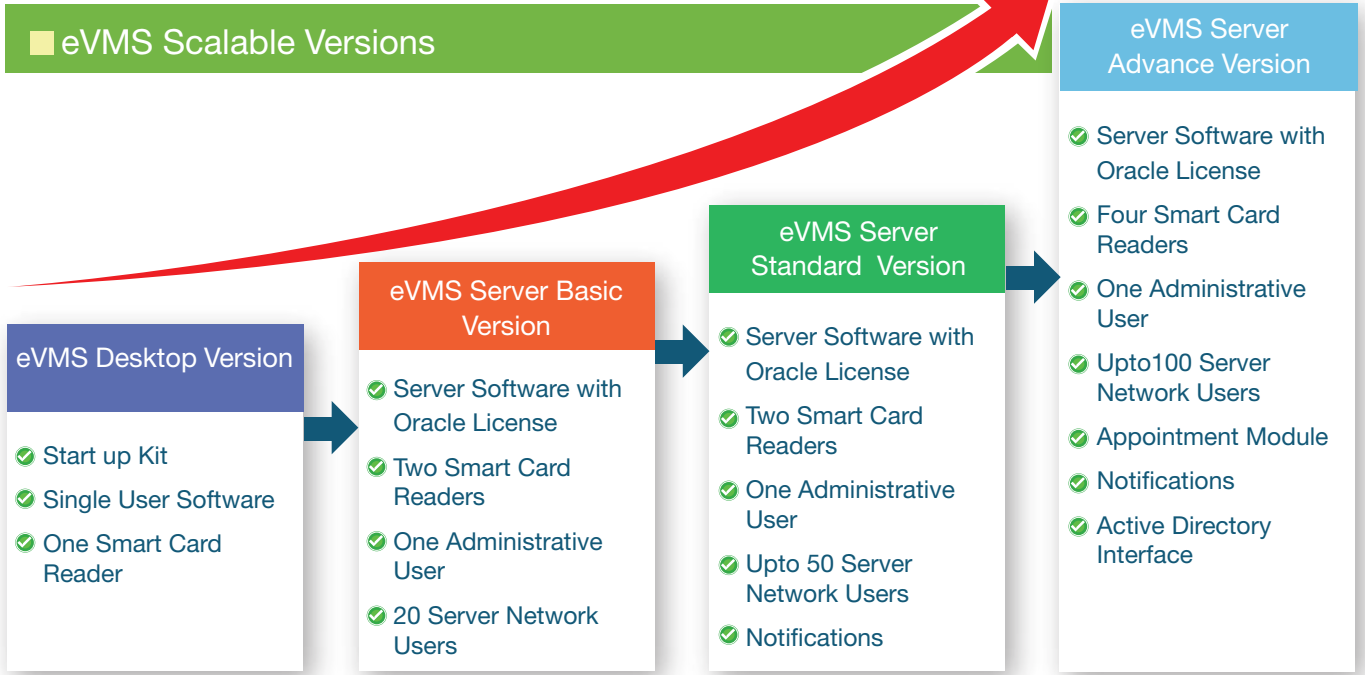 eVMS Scalable Versions
eVMS Desktop Version
Start up Kit
Single User Software
One Smart Card
Reader
eVMS Server Basic
Version
Server Software with
Oracle License
Two Smart Card
Readers
One Administrative
User
20 Server Network
Users
eVMS Server
Standard Version
Server Software with
Oracle License
Two Smart Card
Readers
One Administrative
User
Upto 50 Server
Network Users
Notifications
eVMS Server
Advance Version
Server Software with
Oracle License
Four Smart Card
Readers
One Administrative
User
Upto100 Server
Network Users
Appointment Module
Notifications
Active Directory
Interface